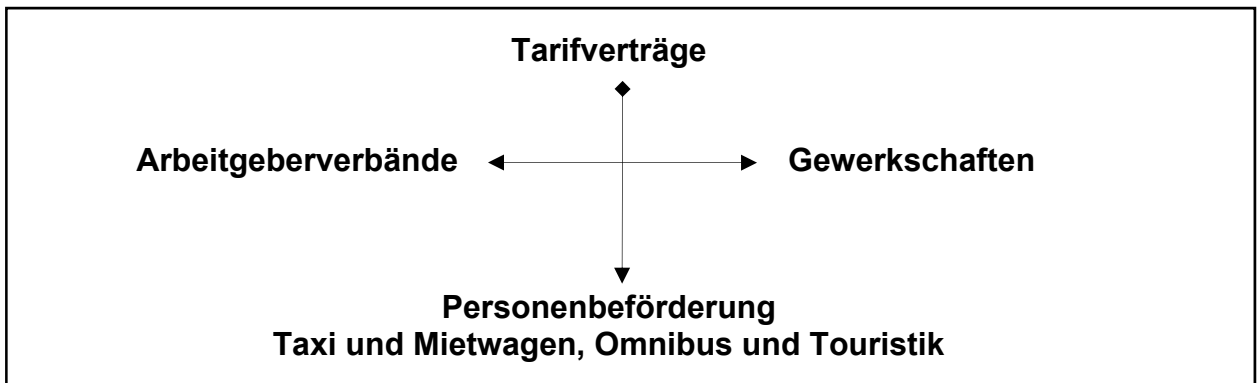 Tarifverträge
Arbeitgeberverbände
Gewerkschaften
Personenbeförderung
Taxi und Mietwagen, Omnibus und Touristik